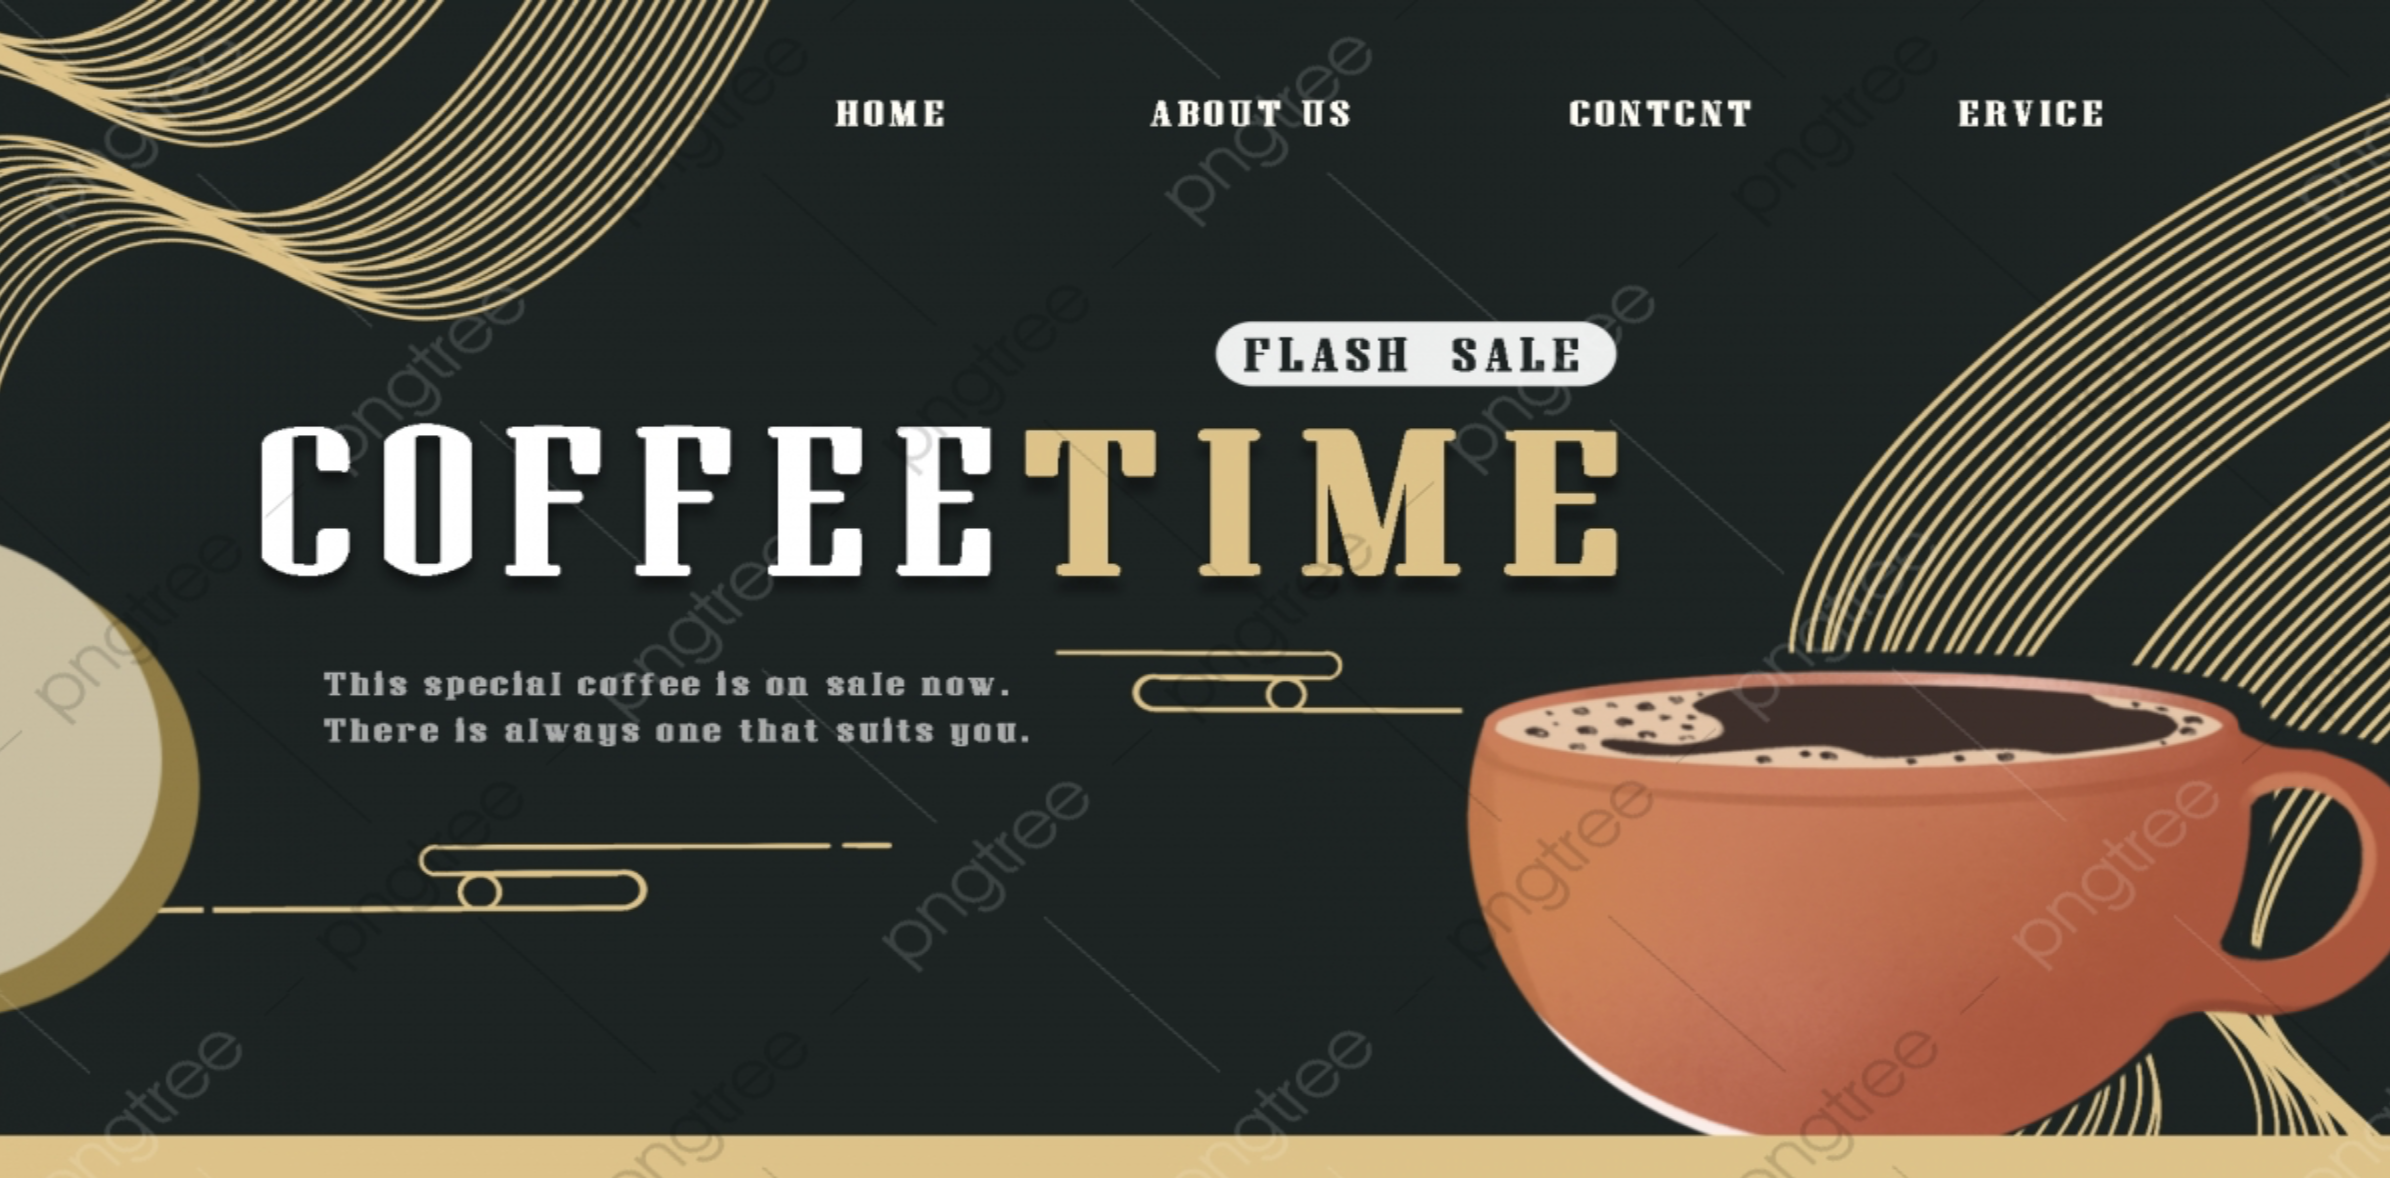 HOME ABOUT US CONTCNT ERVICE
FLASH SALE
COFFEETIME
This special coffee is on sale now.
There is always one that suits you.
pngtree